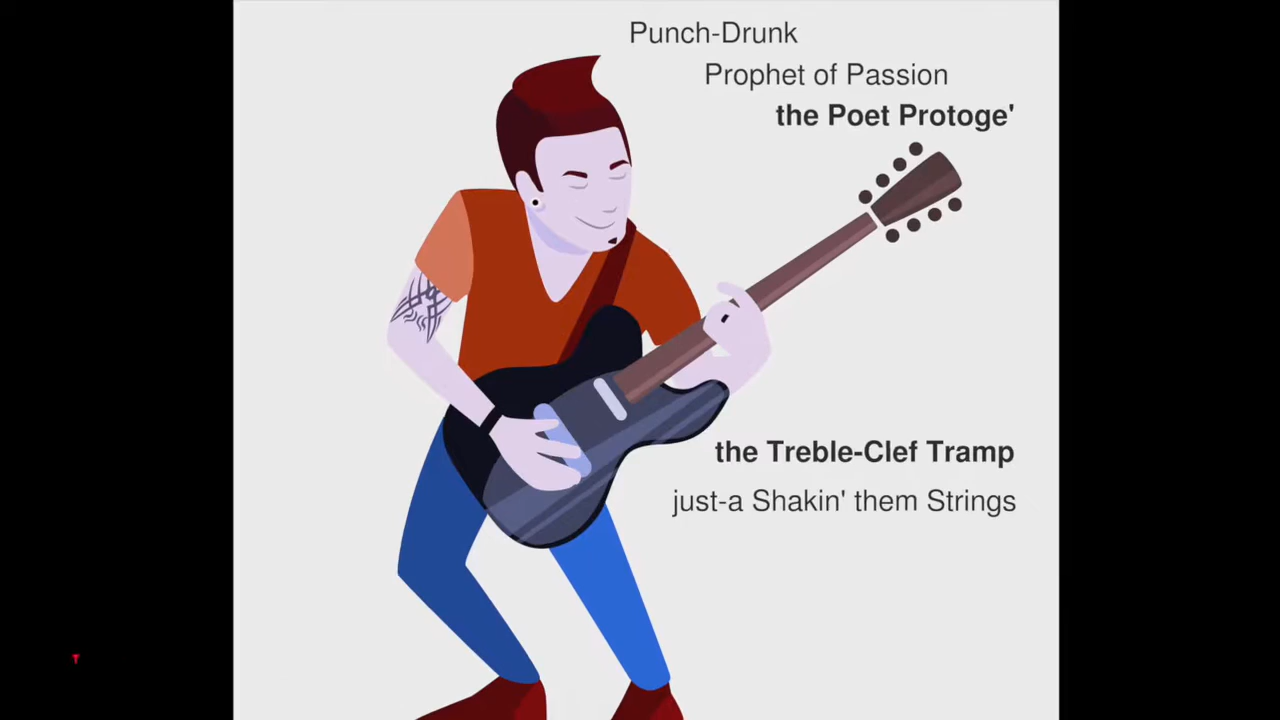 Punch-Drunk
Prophet of Passion
the Poet Protoge'
the Treble-Clef Tramp
just-a Shakin' them Strings